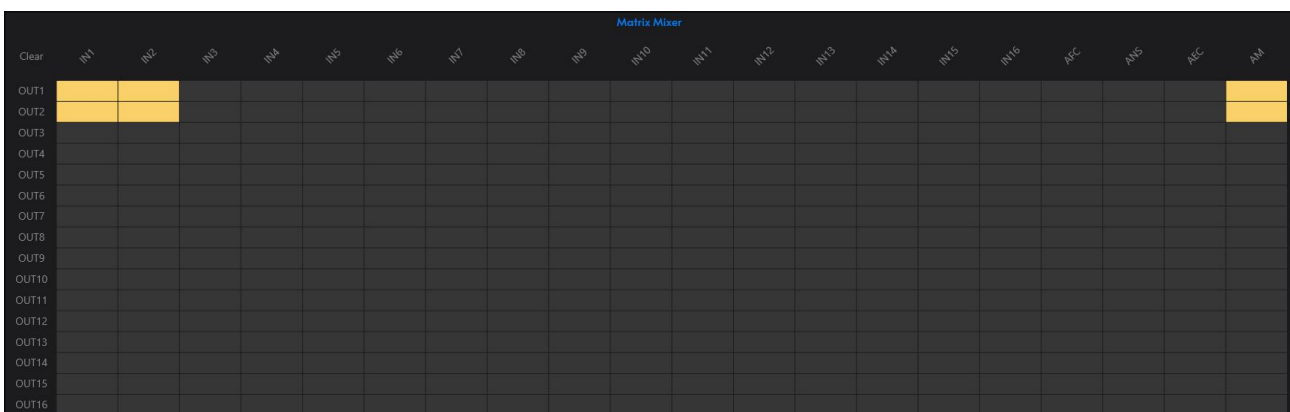 Matrix Mixer
Clear IN1 IN2 IN3 IN4 IN5 IN6 IN7 IN8 IN9 IN10 IN11 IN12 IN13 IN14 IN15 IN16 AFC ANS AEC AM
OUT1
OUT2
OUT3
OUT4
OUT5
OUT6
OUT7
OUT8
OUT9
OUT10
OUT11
OUT12
OUT13
OUT14
OUT15
OUT16